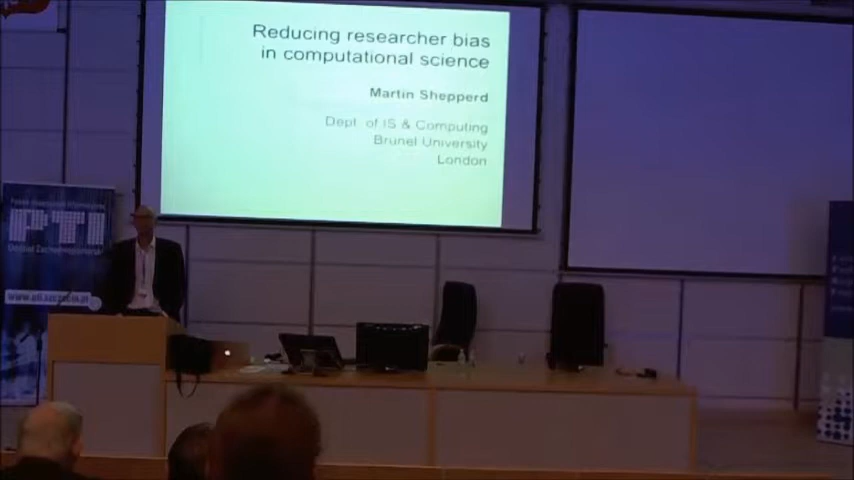 Reducing researcher bias
in computational science
Martin Shepperd
Dept. of IS & Computing
Brunel University
London
PTI